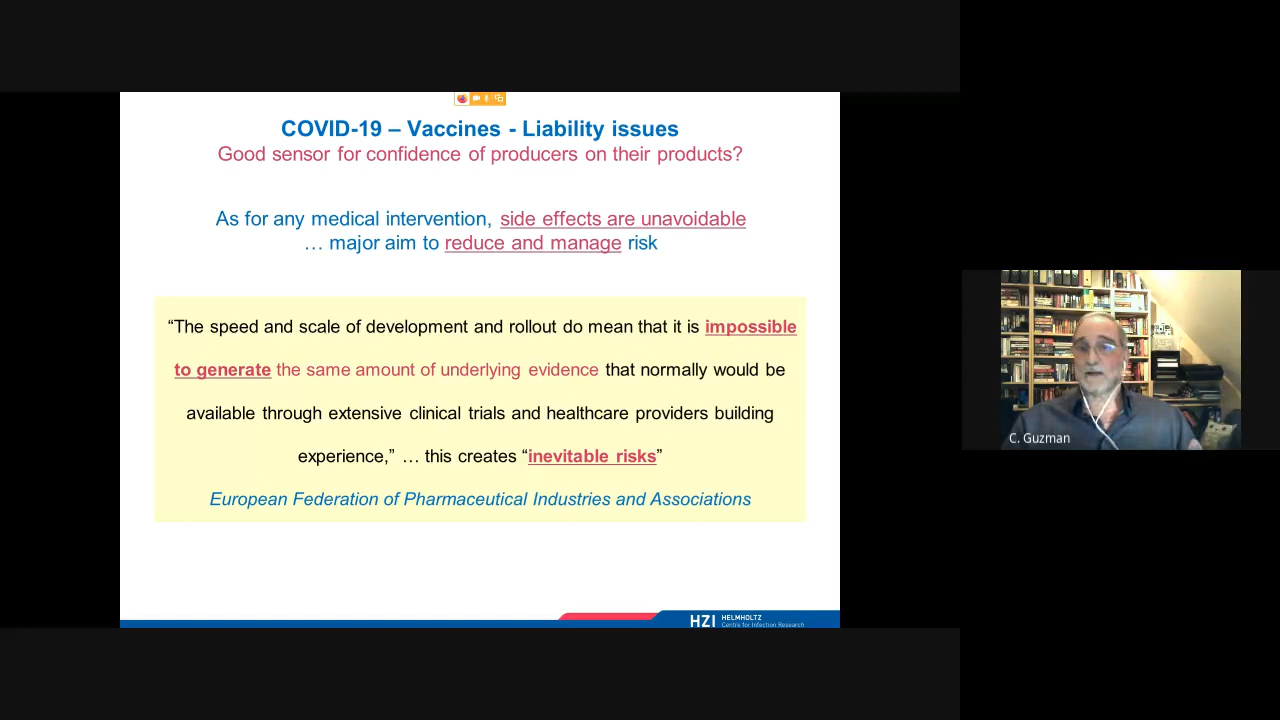 COVID-19 – Vaccines - Liability issues
Good sensor for confidence of producers on their products?
As for any medical intervention, side effects are unavoidable
… major aim to reduce and manage risk
“The speed and scale of development and rollout do mean that it is impossible
to generate the same amount of underlying evidence that normally would be
available through extensive clinical trials and healthcare providers building
experience,” … this creates “inevitable risks”
European Federation of Pharmaceutical Industries and Associations
HZI HELMHOLTZ
Centre for Infection Research
C. Guzman